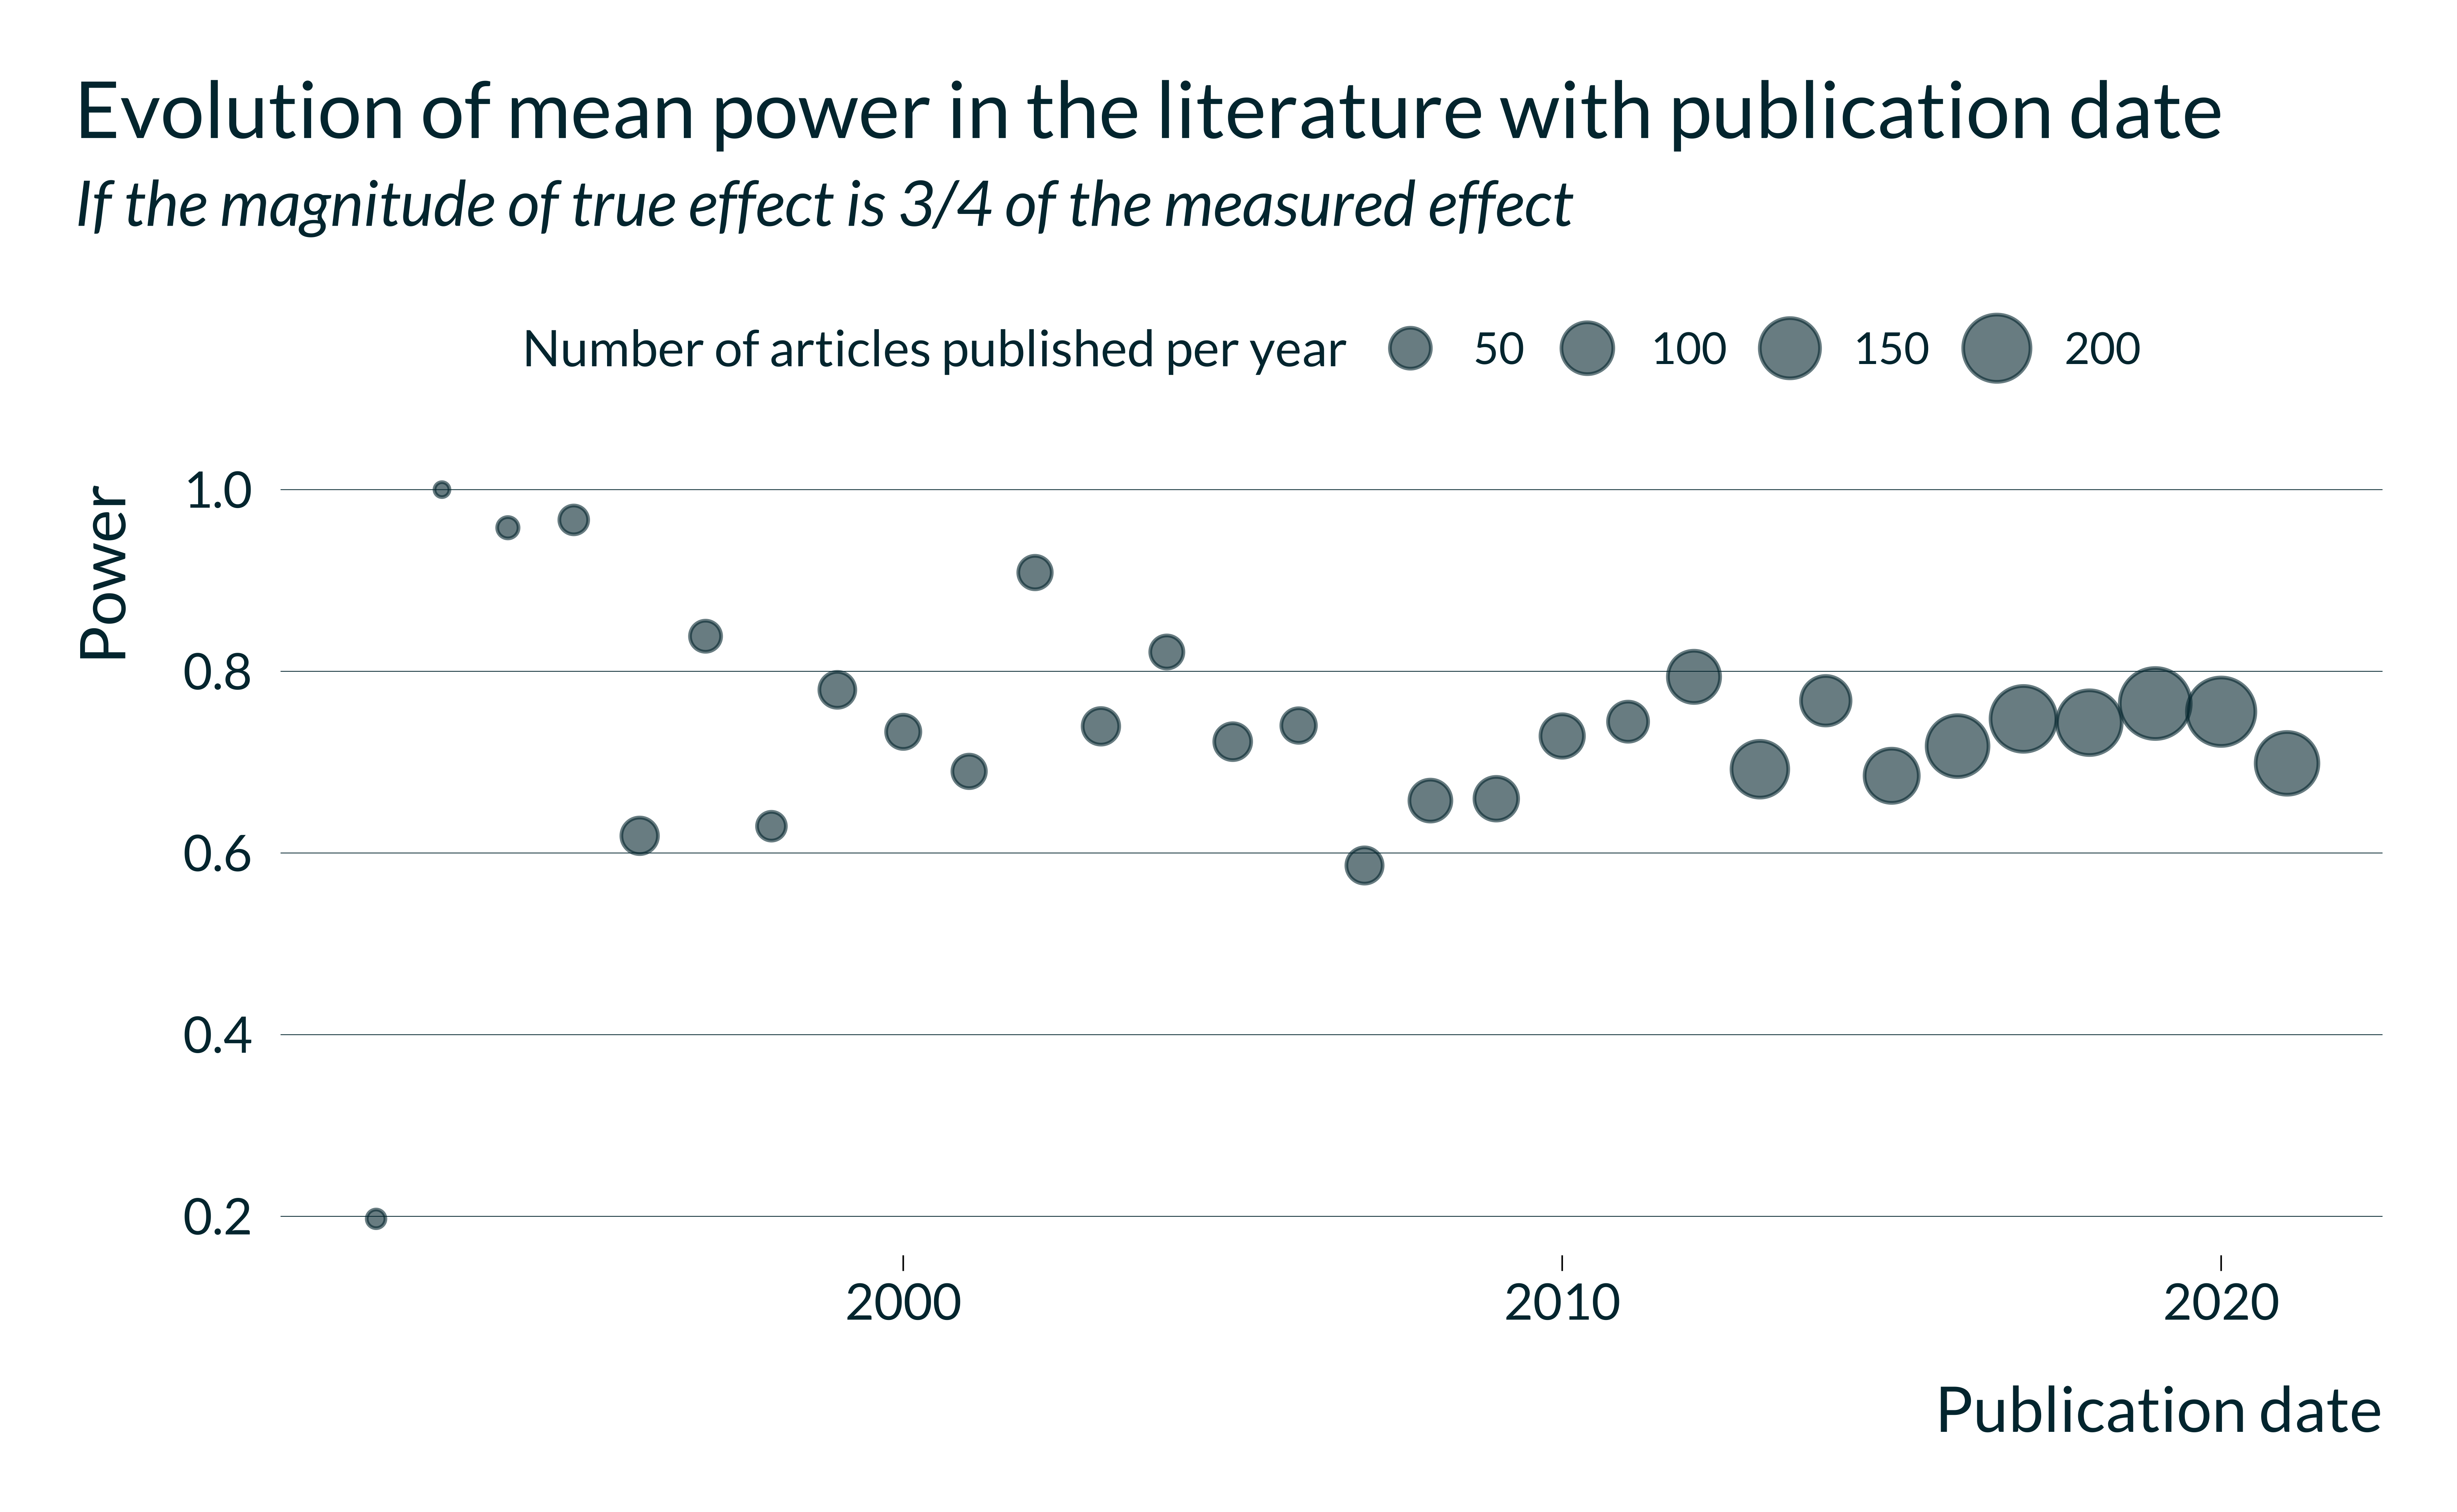 Evolution of mean power in the literature with publication date
If the magnitude of true effect is 3/4 of the measured effect
Number of articles published per year 50 100 150 200
Power
1.0
0.8
0.6
0.4
0.2
2000 2010 2020
Publication date